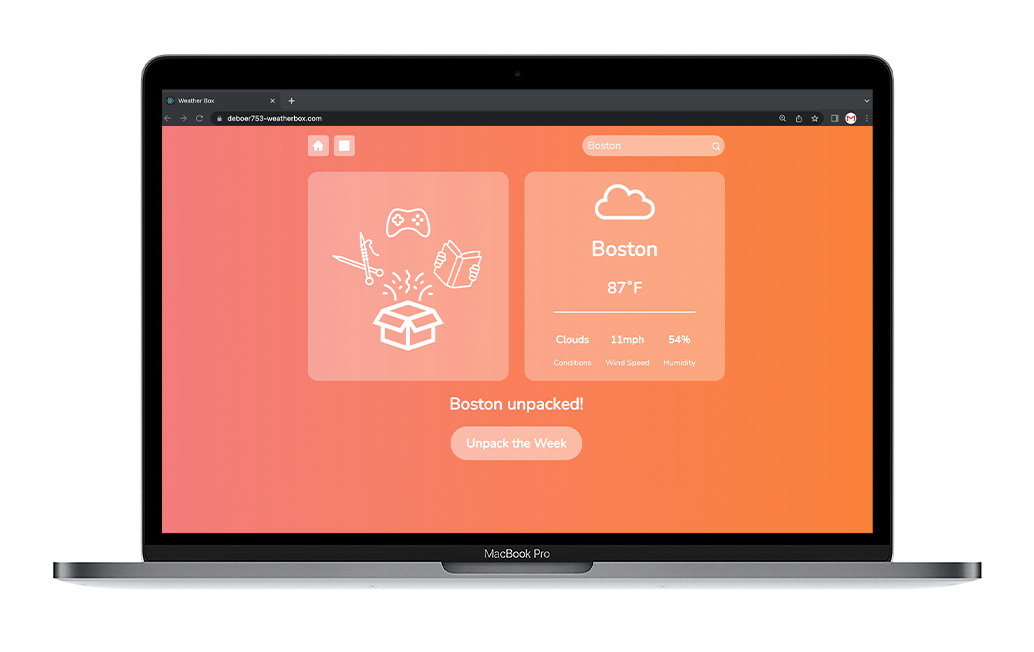 Weather Box
deboer753-weatherbox.com
Boston
Boston
87°F
Clouds 11mph 54%
Conditions Wind Speed Humidity
Boston unpacked!
Unpack the Week
MacBook Pro